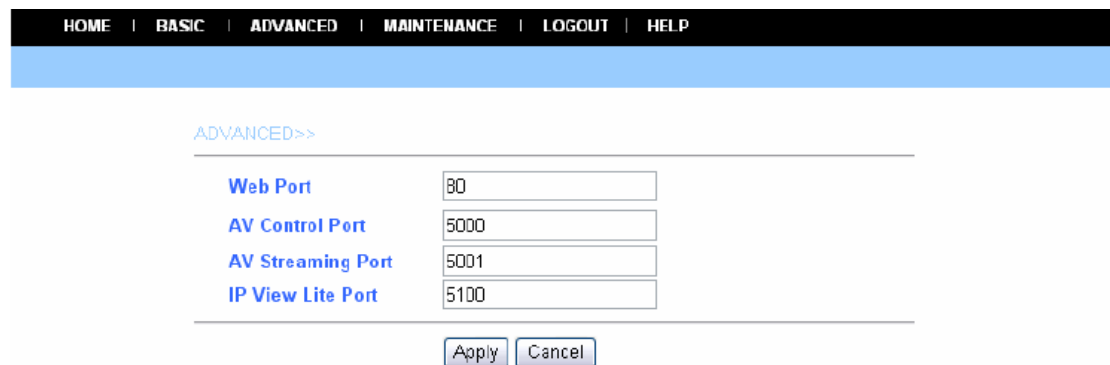 HOME | BASIC | ADVANCED | MAINTENANCE | LOGOUT | HELP
ADVANCED>>
Web Port 80
AV Control Port 5000
AV Streaming Port 5001
IP View Lite Port 5100
Apply Cancel